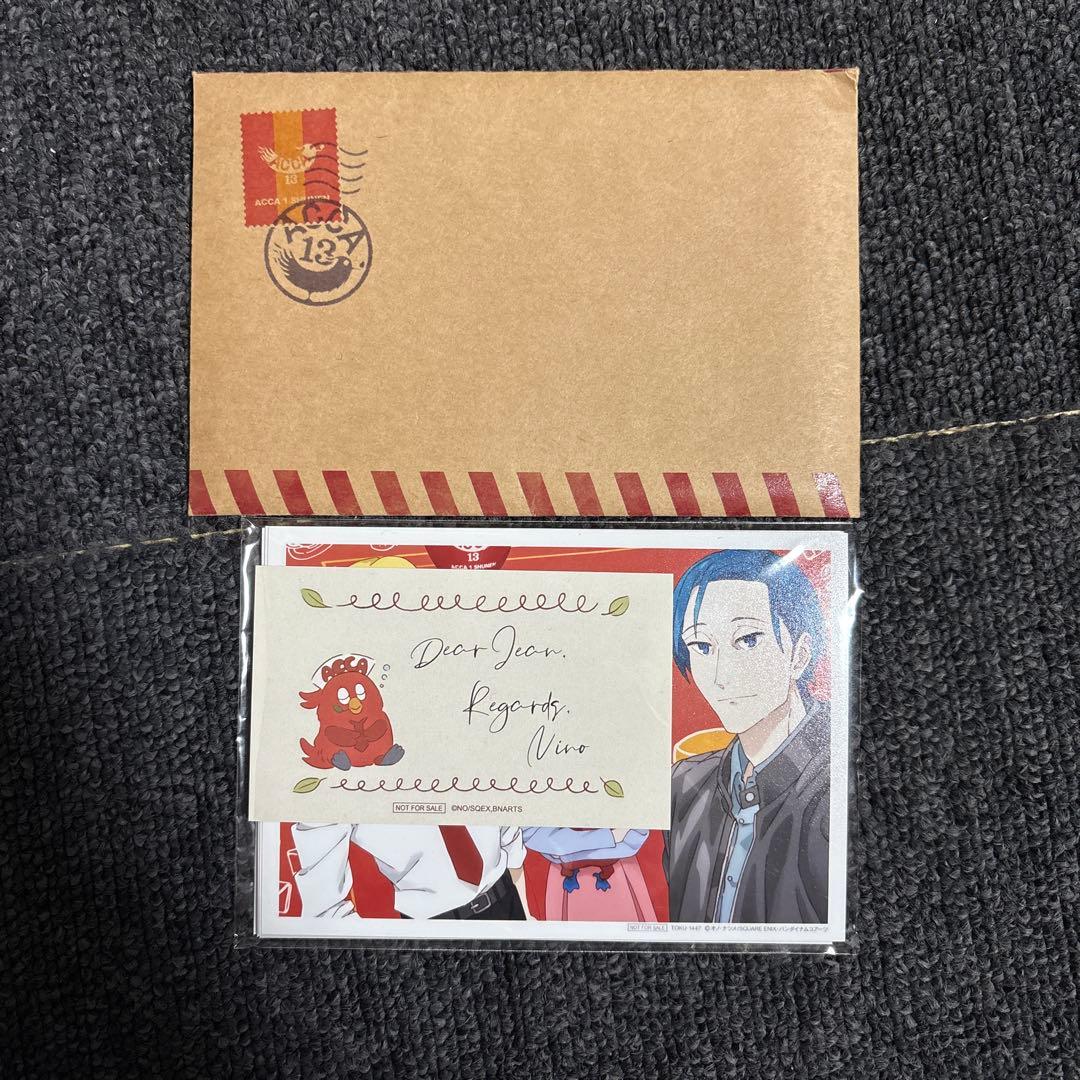 ACCA
13
ACCA 1 SHUNEN
ACCA
13
13
ACCA 1 SHUNEN
ACCA
Dear Jean.
Regards.
Nino
NOT FOR SALE ©NO/SQEX,BNARTS
NOT FOR SALE TOKU-1447 ©オノ・ナツメ/SQUARE ENIX・バンダイナムコアーツ